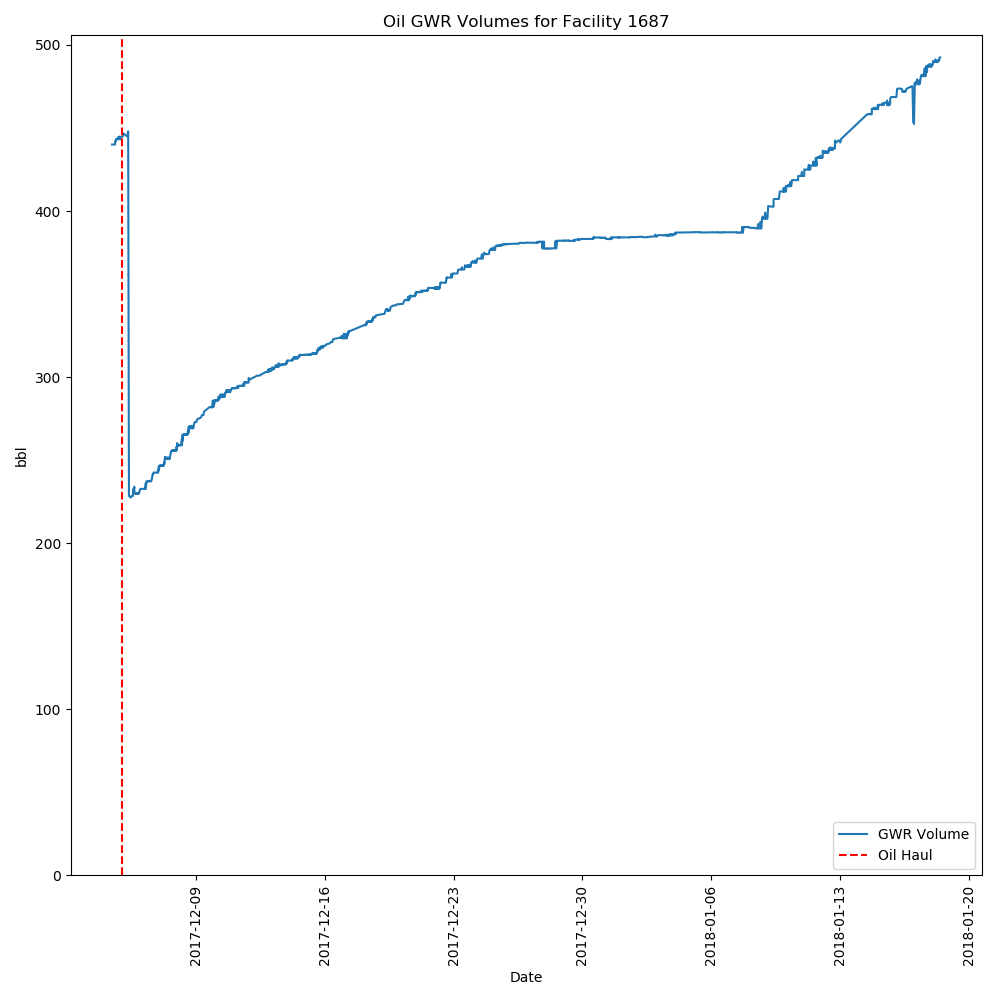 Oil GWR Volumes for Facility 1687
500
400
300
200
100
0
bbl
2017-12-09
2017-12-16
2017-12-23
2017-12-30
2018-01-06
2018-01-13
2018-01-20
Date
GWR Volume
Oil Haul